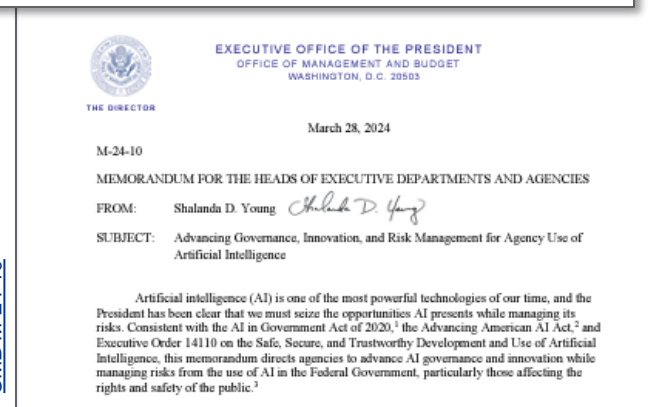 EXECUTIVE OFFICE OF THE PRESIDENT
OFFICE OF MANAGEMENT AND BUDGET
WASHINGTON, D.C. 20503
THE DIRECTOR
March 28, 2024
M-24-10
MEMORANDUM FOR THE HEADS OF EXECUTIVE DEPARTMENTS AND AGENCIES
FROM: Shalanda D. Young Shalanda D. Young
SUBJECT: Advancing Governance, Innovation, and Risk Management for Agency Use of
Artificial Intelligence
Artificial intelligence (AI) is one of the most powerful technologies of our time, and the
President has been clear that we must seize the opportunities AI presents while managing its
risks. Consistent with the AI in Government Act of 2020,¹ the Advancing American AI Act,² and
Executive Order 14110 on the Safe, Secure, and Trustworthy Development and Use of Artificial
Intelligence, this memorandum directs agencies to advance AI governance and innovation while
managing risks from the use of AI in the Federal Government, particularly those affecting the
rights and safety of the public.³